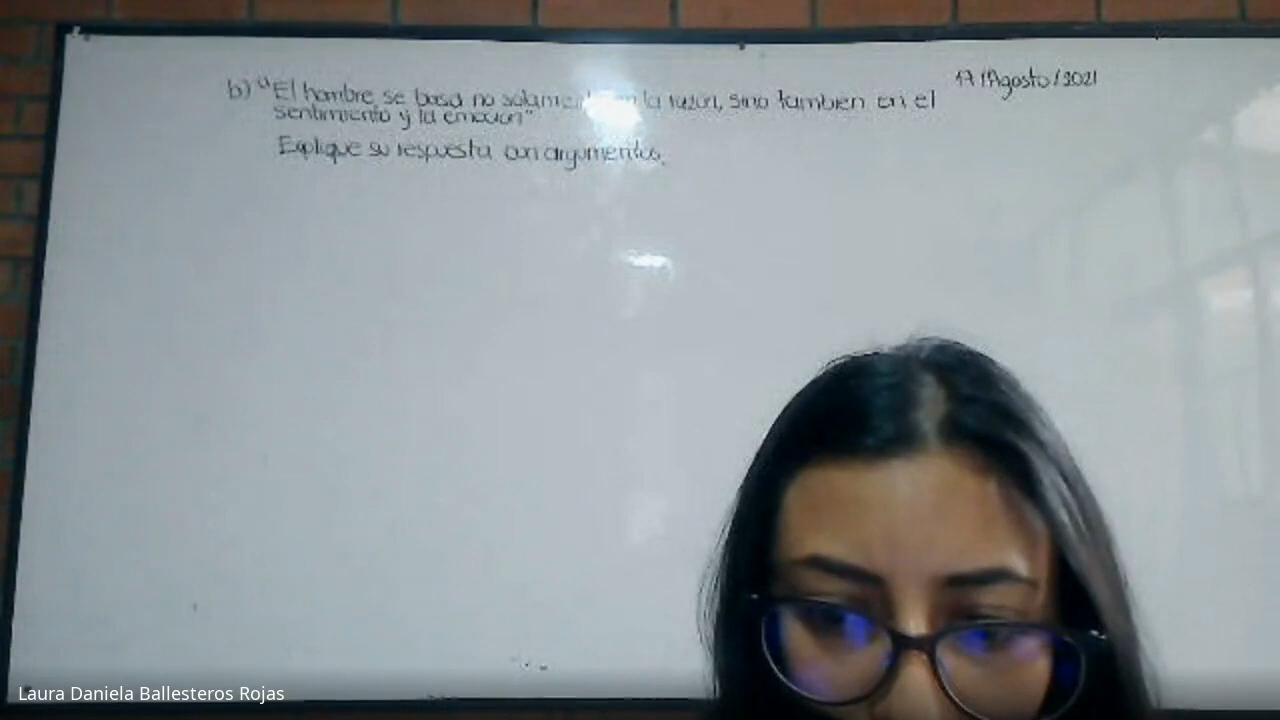 17/Agosto/2021
b) "El hombre se basa no solamente en la razon, sino tambien en el
sentimiento y la emocion"
Explique su respuesta con argumentos.
Laura Daniela Ballesteros Rojas